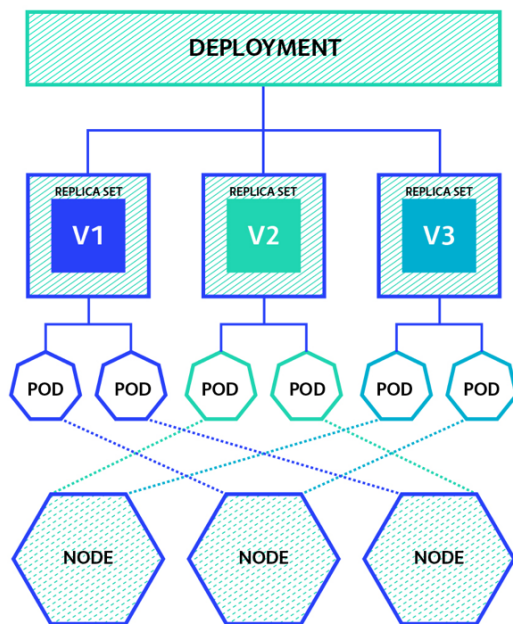 DEPLOYMENT
REPLICA SET
V1
REPLICA SET
V2
REPLICA SET
V3
POD
POD
POD
POD
POD
POD
NODE
NODE
NODE